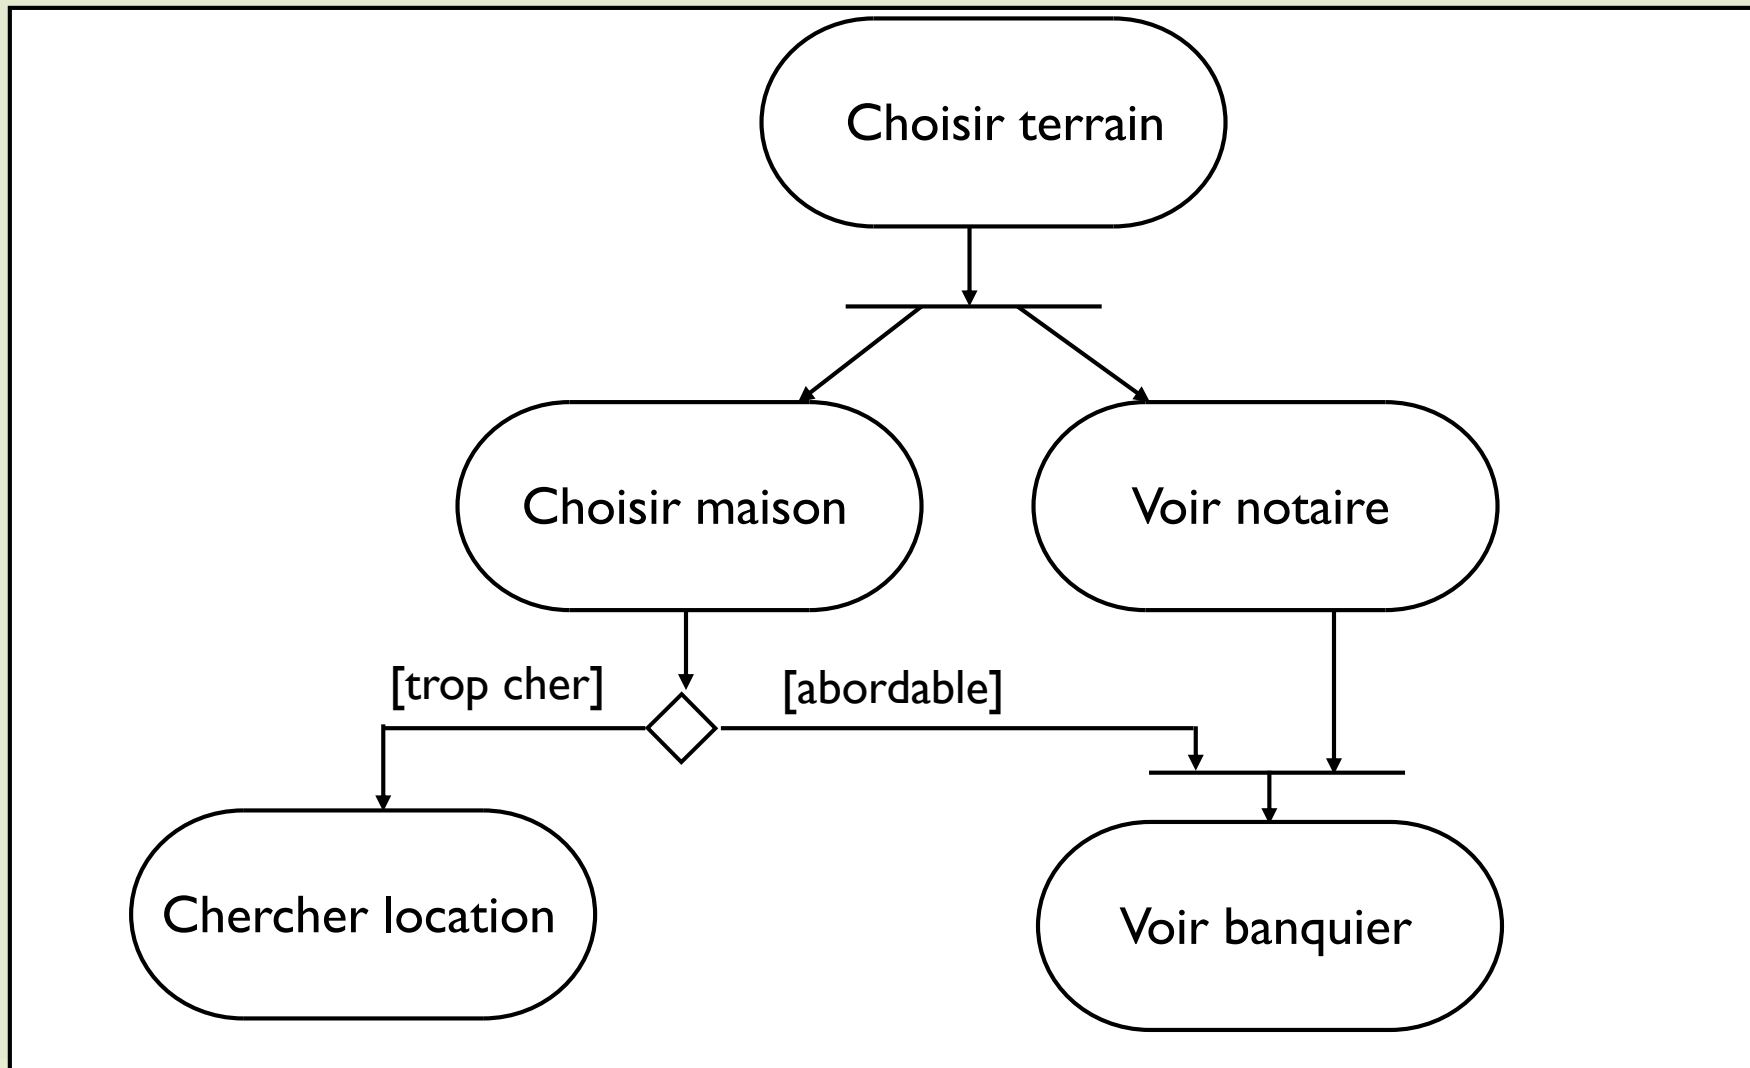 Choisir terrain
Choisir maison
Voir notaire
[trop cher]
[abordable]
Chercher location
Voir banquier